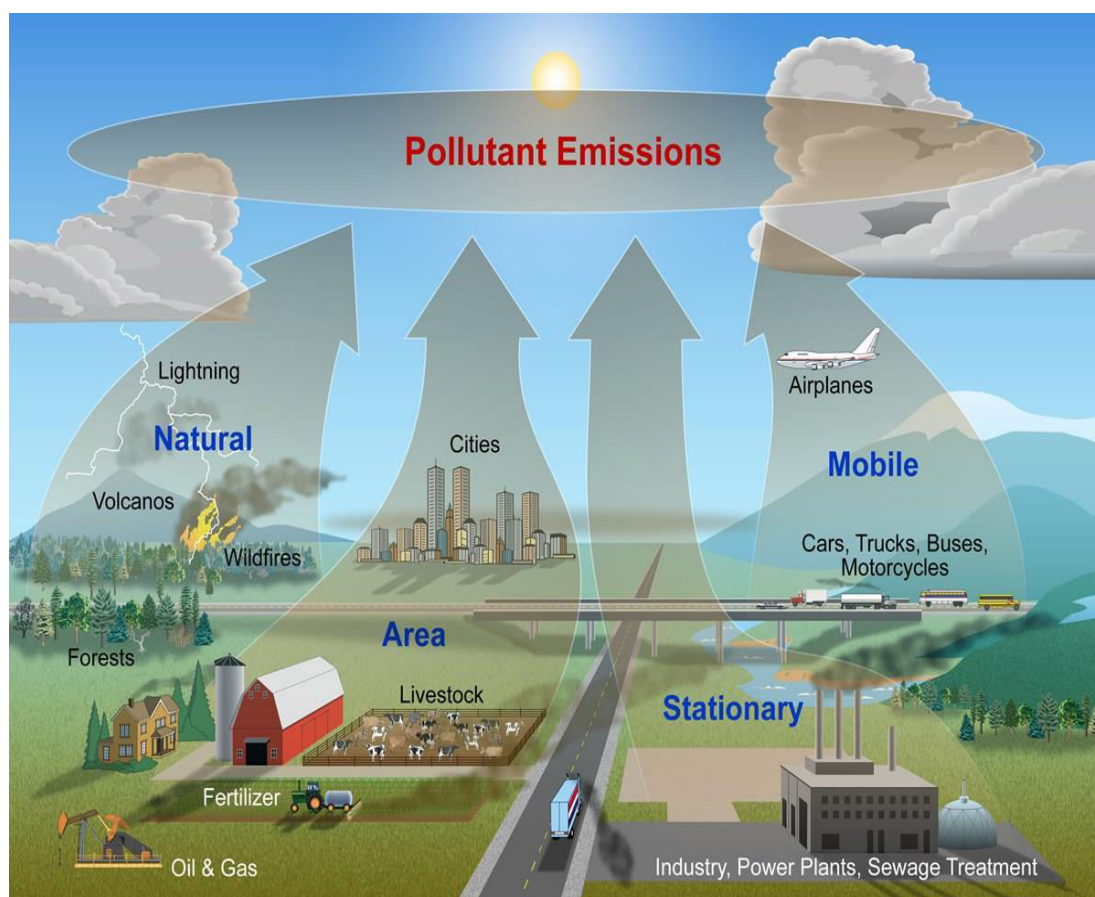 Pollutant Emissions
Lightning
Natural
Volcanos
Wildfires
Forests
Cities
Area
Livestock
Fertilizer
Oil & Gas
Airplanes
Mobile
Cars, Trucks, Buses,
Motorcycles
Stationary
Industry, Power Plants, Sewage Treatment